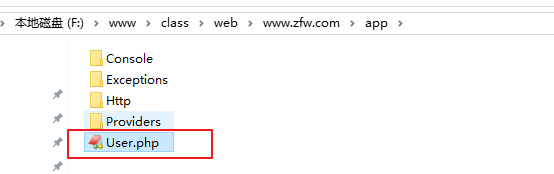 本地磁盘 (F:) › www › class › web › www.zfw.com › app ›
Console
Exceptions
Http
Providers
User.php